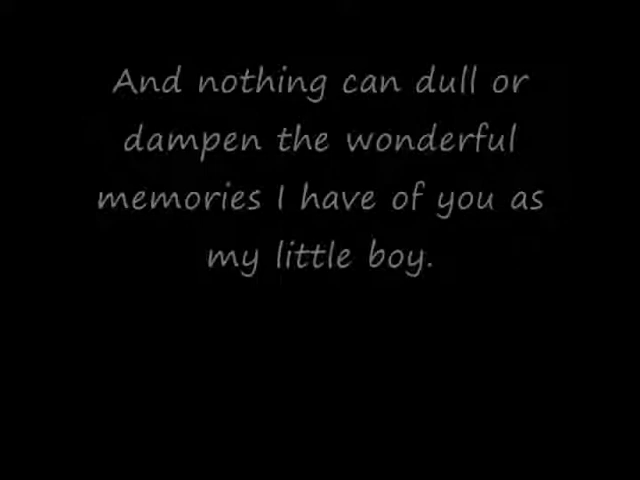 And nothing can dull or
dampen the wonderful
memories I have of you as
my little boy.